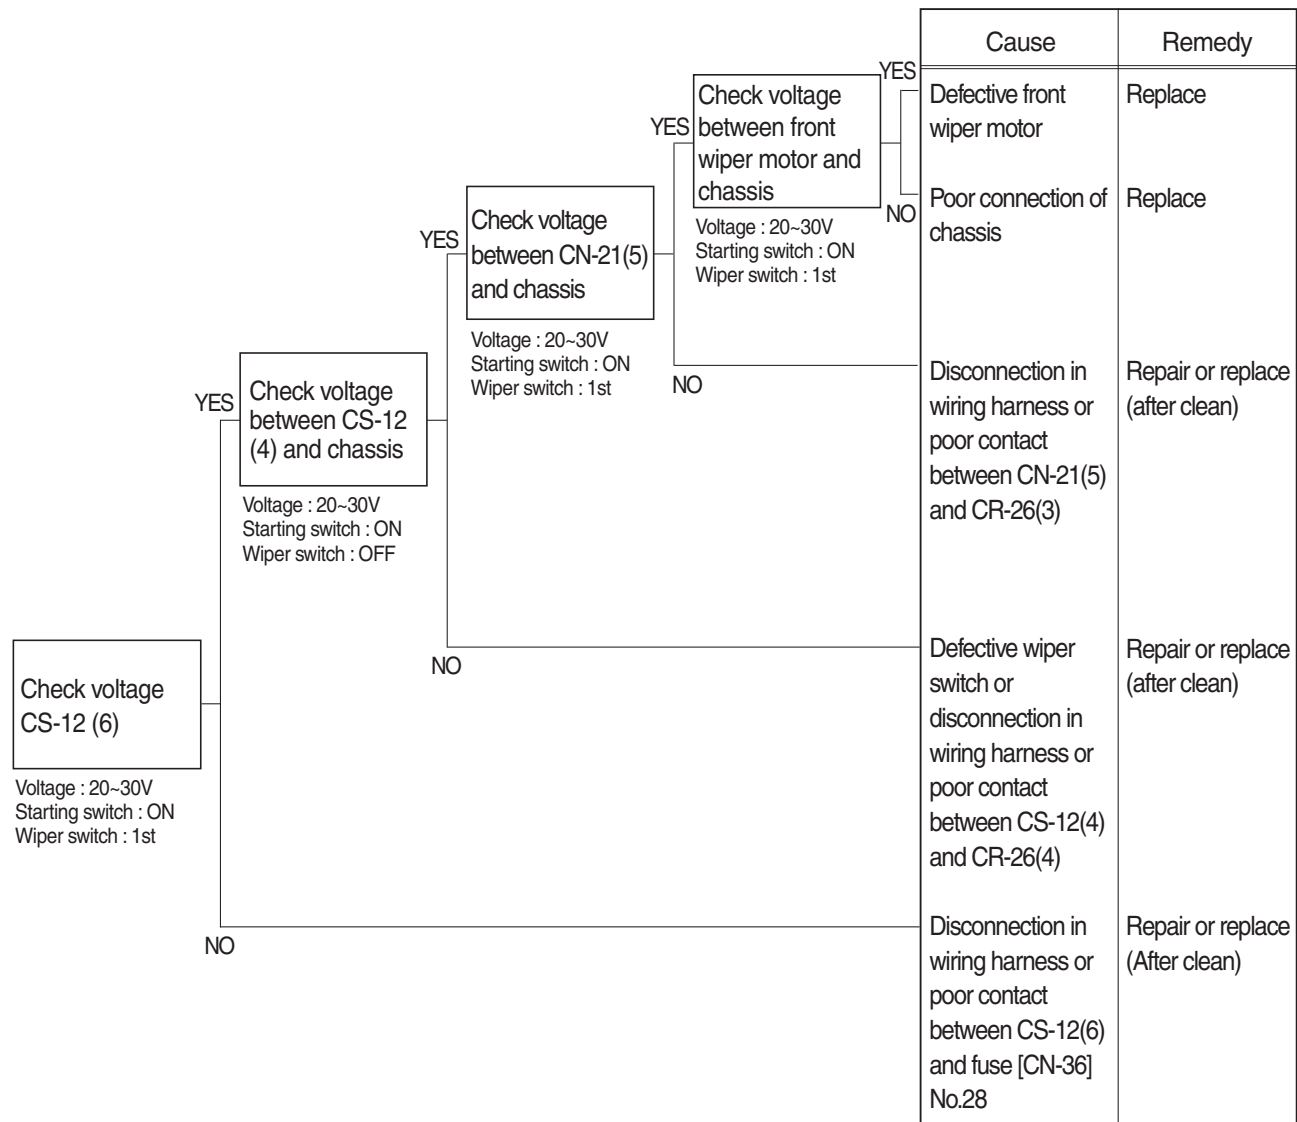 Cause
Remedy
YES
Check voltage
between front
wiper motor and
chassis
Voltage : 20~30V
Starting switch : ON
Wiper switch : 1st
YES
Defective front
wiper motor
Replace
NO
Poor connection of
chassis
Replace
YES
Check voltage
between CN-21(5)
and chassis
Voltage : 20~30V
Starting switch : ON
Wiper switch : 1st
NO
Disconnection in
wiring harness or
poor contact
between CN-21(5)
and CR-26(3)
Repair or replace
(after clean)
YES
Check voltage
between CS-12
(4) and chassis
Voltage : 20~30V
Starting switch : ON
Wiper switch : OFF
NO
Defective wiper
switch or
disconnection in
wiring harness or
poor contact
between CS-12(4)
and CR-26(4)
Repair or replace
(after clean)
Check voltage
CS-12 (6)
Voltage : 20~30V
Starting switch : ON
Wiper switch : 1st
NO
Disconnection in
wiring harness or
poor contact
between CS-12(6)
and fuse [CN-36]
No.28
Repair or replace
(After clean)